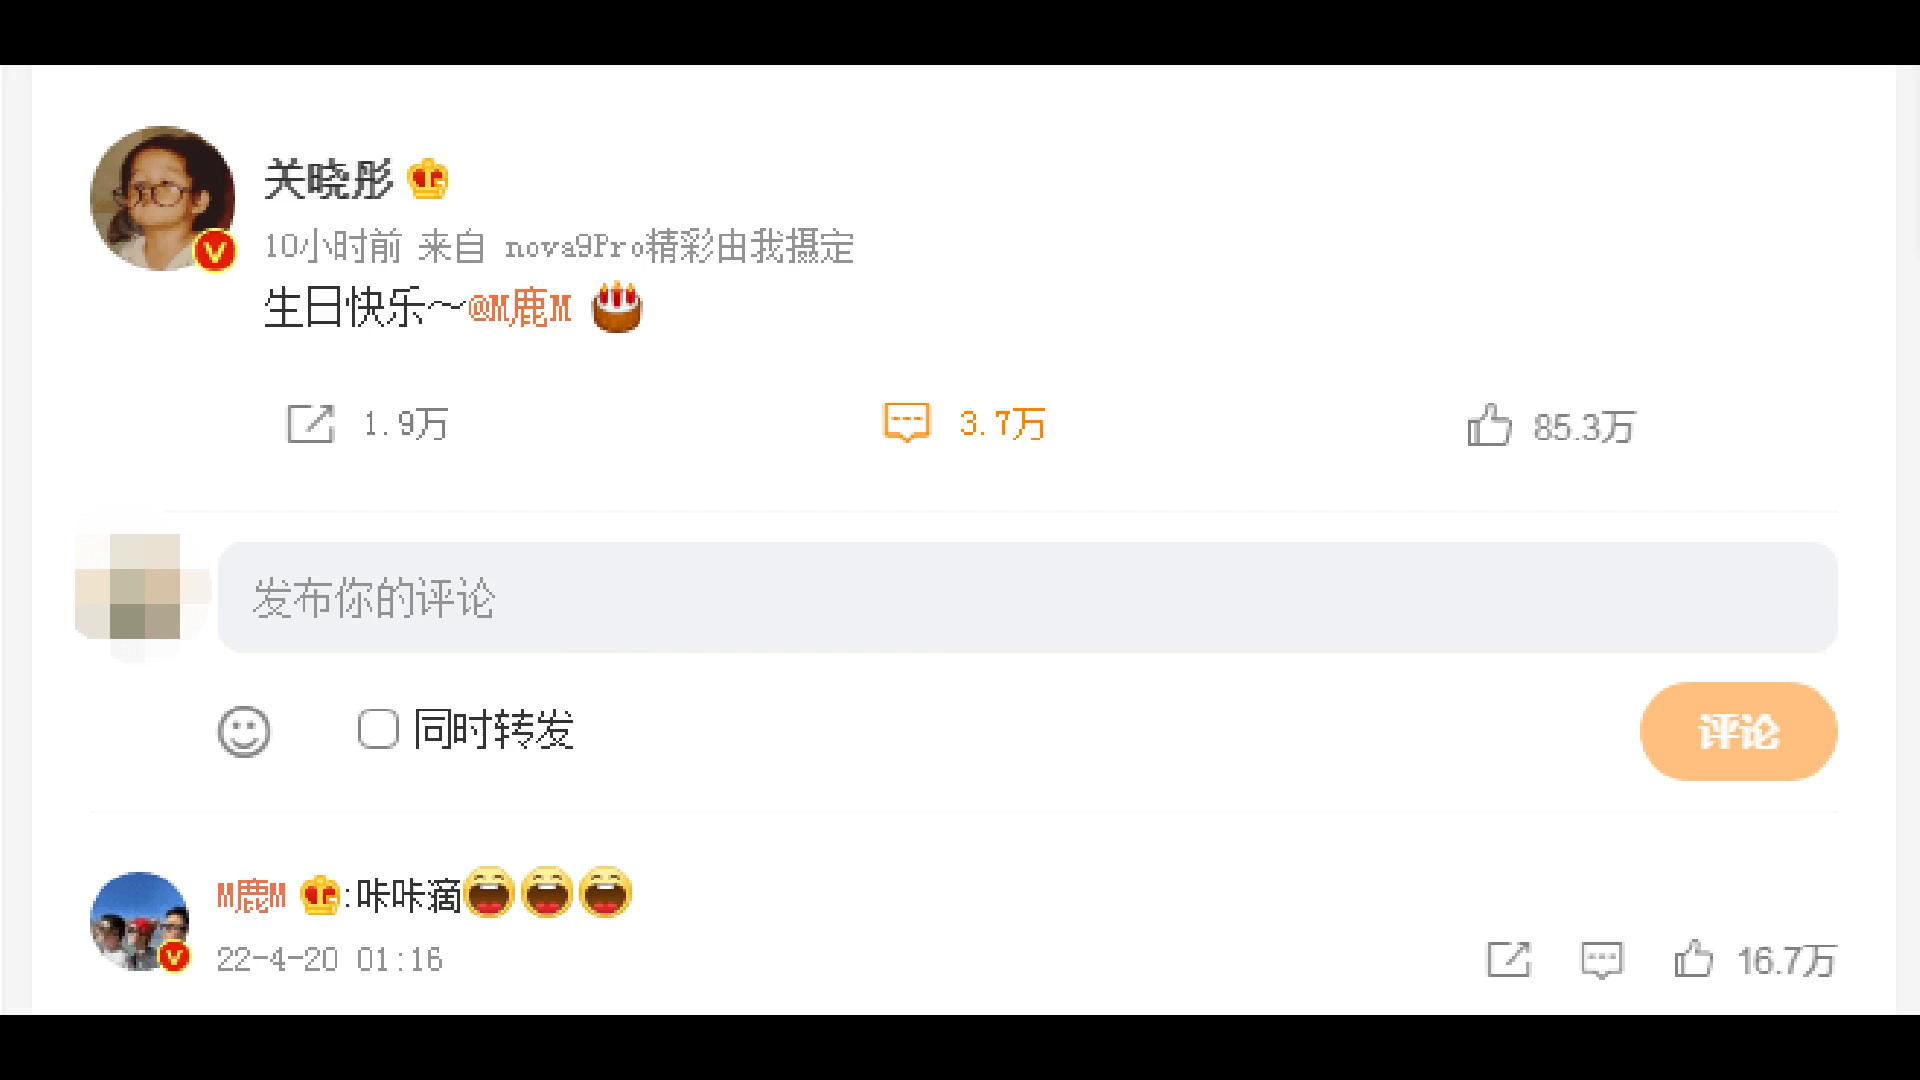 关晓彤
10小时前 来自 nova9Pro精彩由我摄定
生日快乐～@M鹿M
1.9万
3.7万
85.3万
发布你的评论
同时转发
评论
M鹿M :咔咔滴
22-4-20 01:16
16.7万